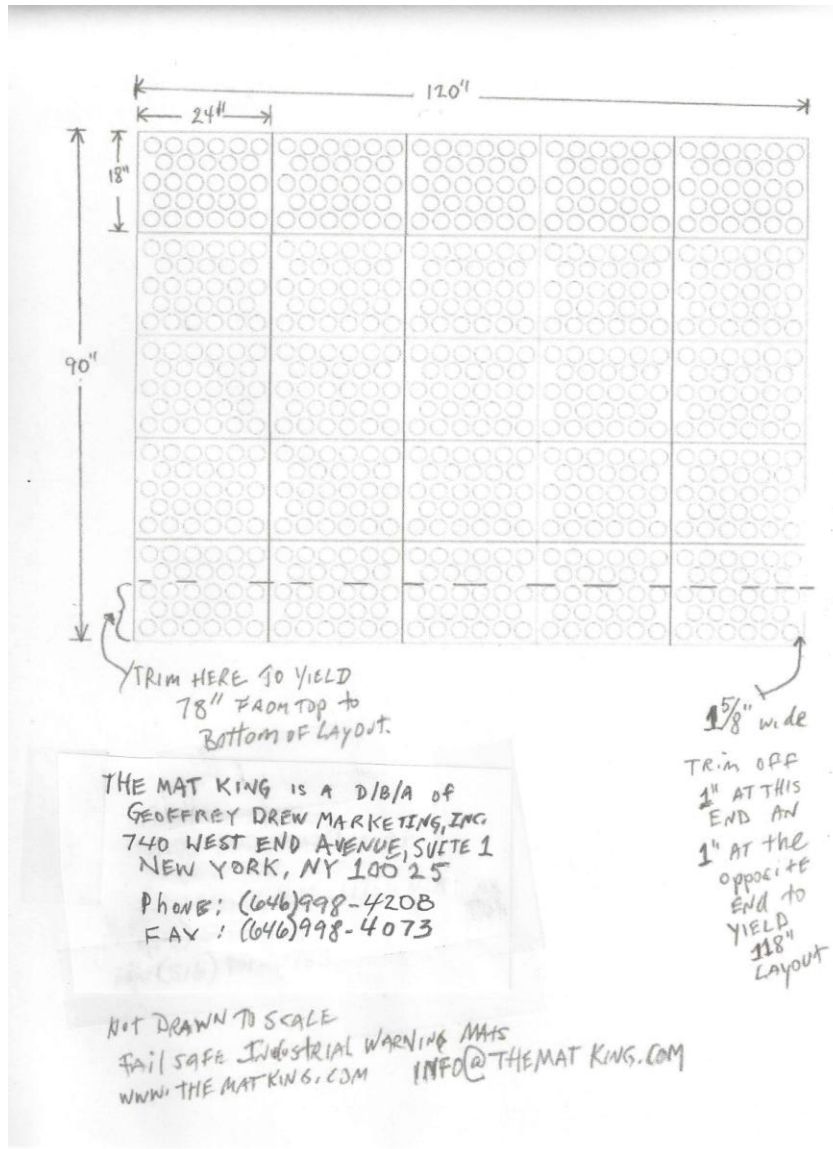 120"
24"
18"
90"
TRIM HERE TO YIELD
78" FROM TOP to
BOTTOM OF LAYOUT.
1 5/8" wide
TRIM OFF
1" AT THIS
END AN
1" AT the
opposite
END to
YIELD
118"
LAYOUT
THE MAT KING IS A D/B/A of
GEOFFREY DREW MARKETING, INC.
740 WEST END AVENUE, SUITE 1
NEW YORK, NY 10025
PhONE: (646)998-4208
FAX : (646)998-4073
NOT DRAWN TO SCALE
FAIL SAFE INDUSTRIAL WARNING MATS
WWW.THEMATKING.COM INFO@THEMATKING.COM